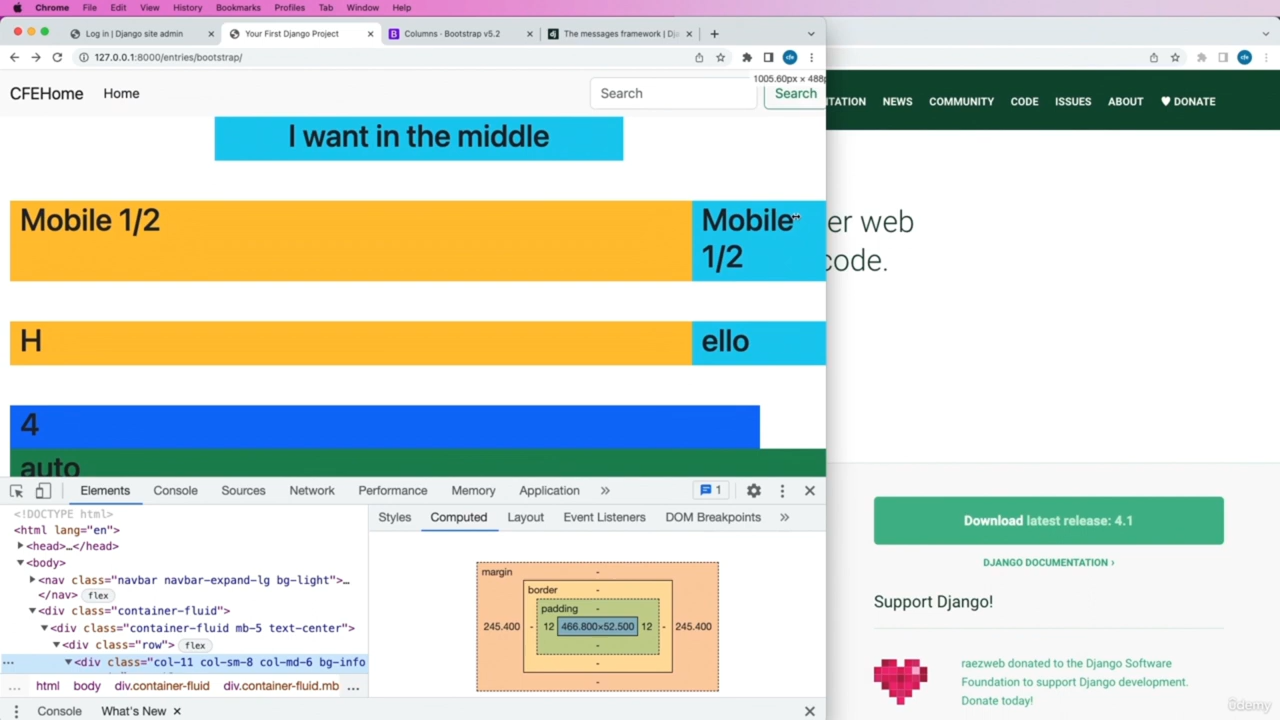 Chrome File Edit View History Bookmarks Profiles Tab Window Help
Log in | Django site admin Your First Django Project Columns · Bootstrap v5.2 The messages framework | Dja
127.0.0.1:8000/entries/bootstrap/
1005.60px × 488p
CFEHome Home Search Search
TATION NEWS COMMUNITY CODE ISSUES ABOUT DONATE
I want in the middle
Mobile 1/2
Mobile
1/2
er web
code.
H ello
4
auto
Elements Console Sources Network Performance Memory Application » 1
<!DOCTYPE html>
<html lang="en">
<head>…</head>
<body>
<nav class="navbar navbar-expand-lg bg-light">…
</nav> flex
<div class="container-fluid">
<div class="container-fluid mb-5 text-center">
<div class="row"> flex
… <div class="col-11 col-sm-8 col-md-6 bg-info
… html body div.container-fluid div.container-fluid.mb …
Styles Computed Layout Event Listeners DOM Breakpoints »
margin -
border -
padding -
245.400 - 12 466.800×52.500 12 - 245.400
-
-
-
Console What's New
Download latest release: 4.1
DJANGO DOCUMENTATION ›
Support Django!
raezweb donated to the Django Software
Foundation to support Django development.
Donate today!
ûdemy